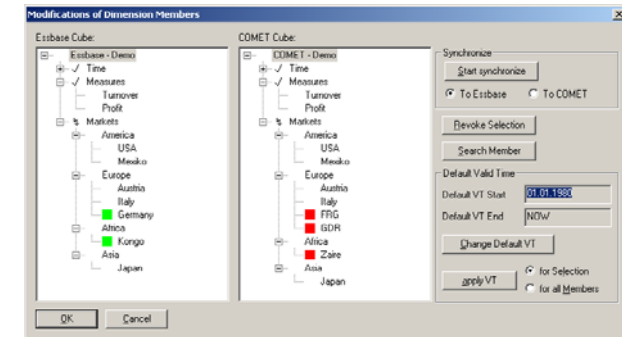 Modifications of Dimension Members
Essbase Cube:
Essbase - Demo
Time
Measures
Turnover
Profit
Markets
America
USA
Mexiko
Europe
Austria
Italy
Germany
Africa
Kongo
Asia
Japan
COMET Cube:
COMET - Demo
Time
Measures
Turnover
Profit
Markets
America
USA
Mexiko
Europe
Austria
Italy
FRG
GDR
Africa
Zaire
Asia
Japan
Synchronize
Start synchronize
To Essbase To COMET
Revoke Selection
Search Member
Default Valid Time
Default VT Start 01.01.1980
Default VT End NOW
Change Default VT
apply VT
for Selection
for all Members
OK Cancel